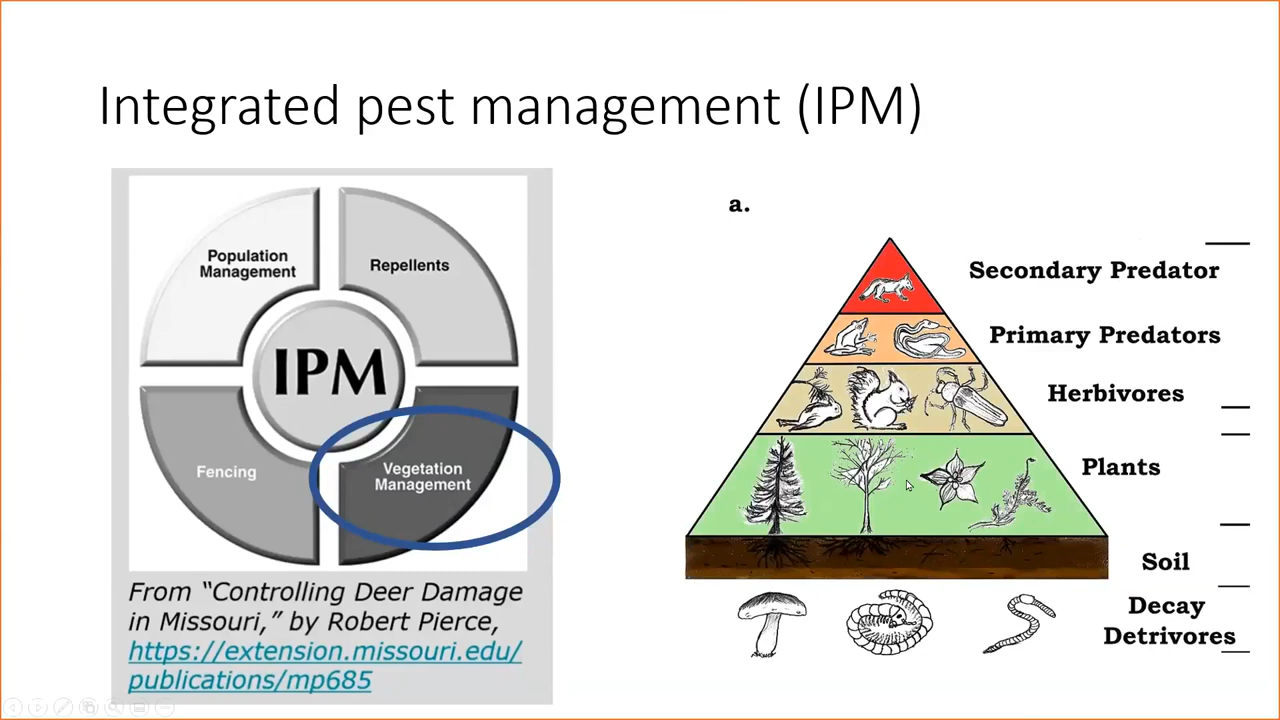 Integrated pest management (IPM)
Population
Management
Repellents
IPM
Fencing
Vegetation
Management
From “Controlling Deer Damage
in Missouri,” by Robert Pierce,
https://extension.missouri.edu/
publications/mp685
a.
Secondary Predator
Primary Predators
Herbivores
Plants
Soil
Decay
Detrivores